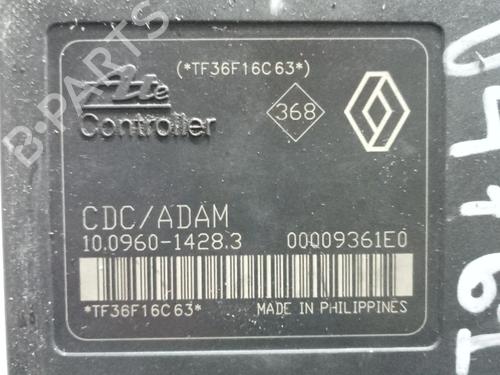 (*TF36F16C63*)
Ate
Controller
368
CDC/ADAM
10.0960-1428.3 00009361E0
*TF36F16C63* MADE IN PHILIPPINES
B-PARTS